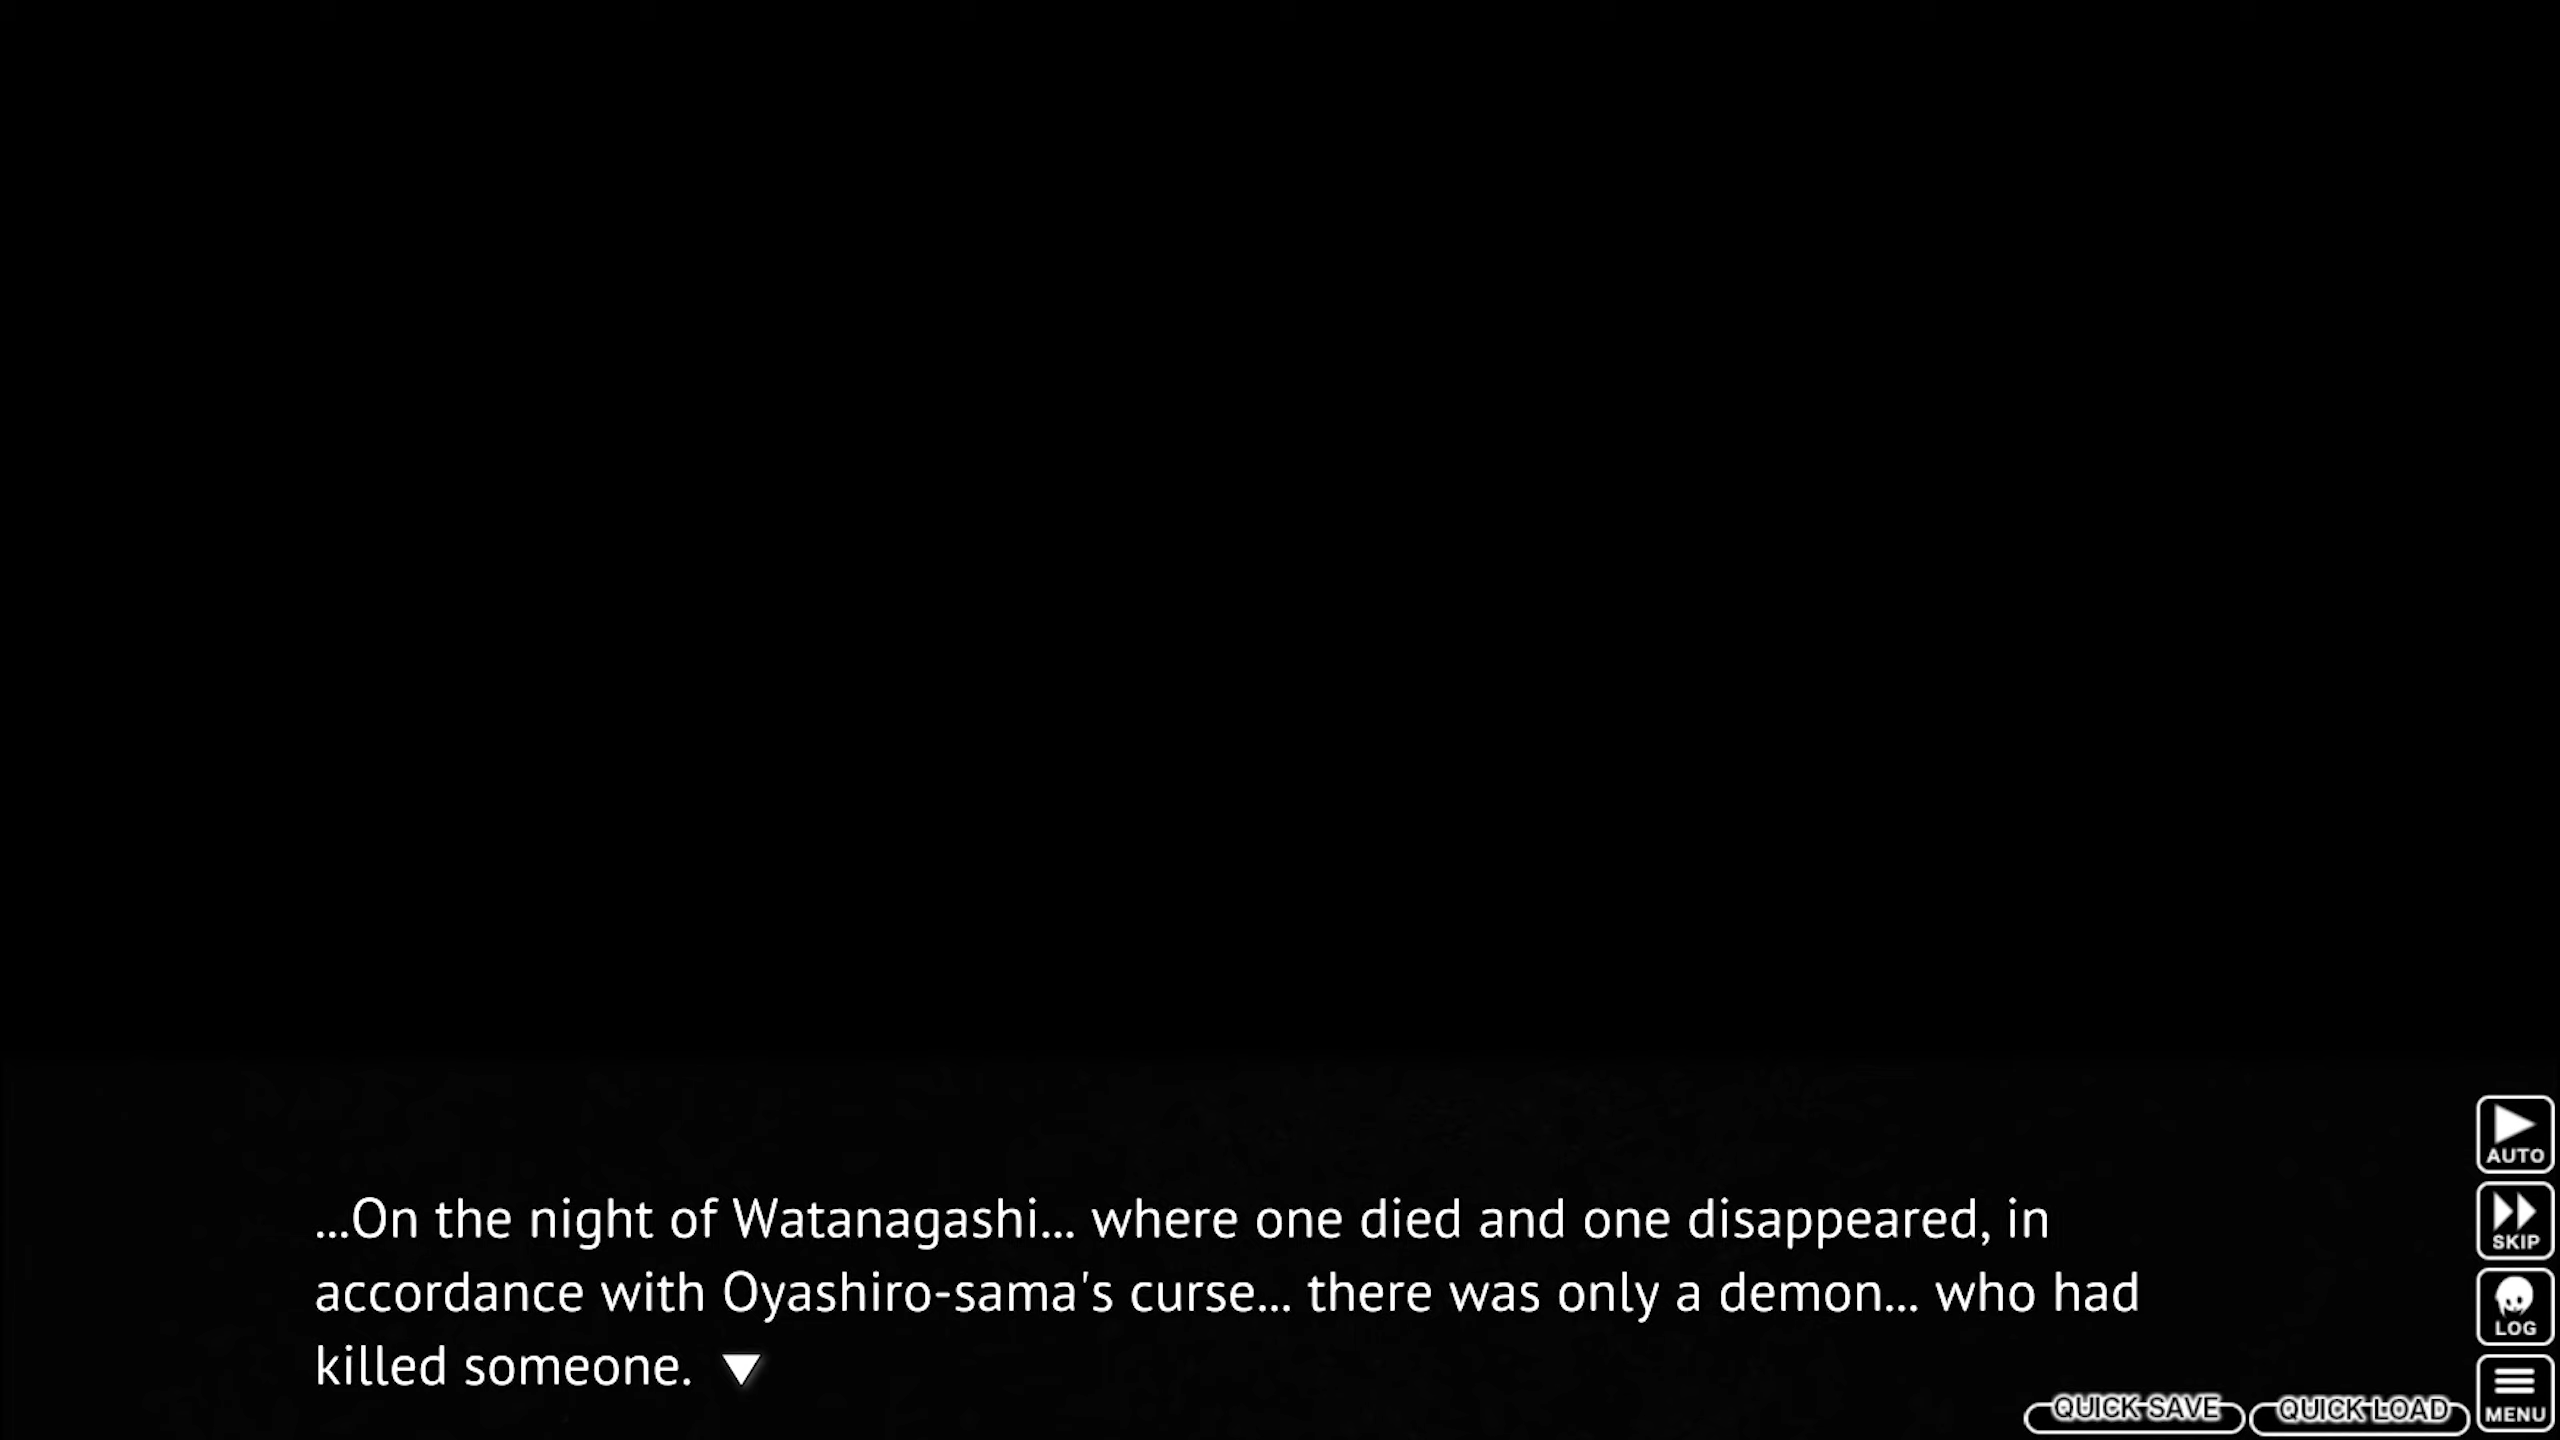 ...On the night of Watanagashi... where one died and one disappeared, in
accordance with Oyashiro-sama's curse... there was only a demon... who had
killed someone.
AUTO
SKIP
LOG
MENU
QUICK SAVE
QUICK LOAD